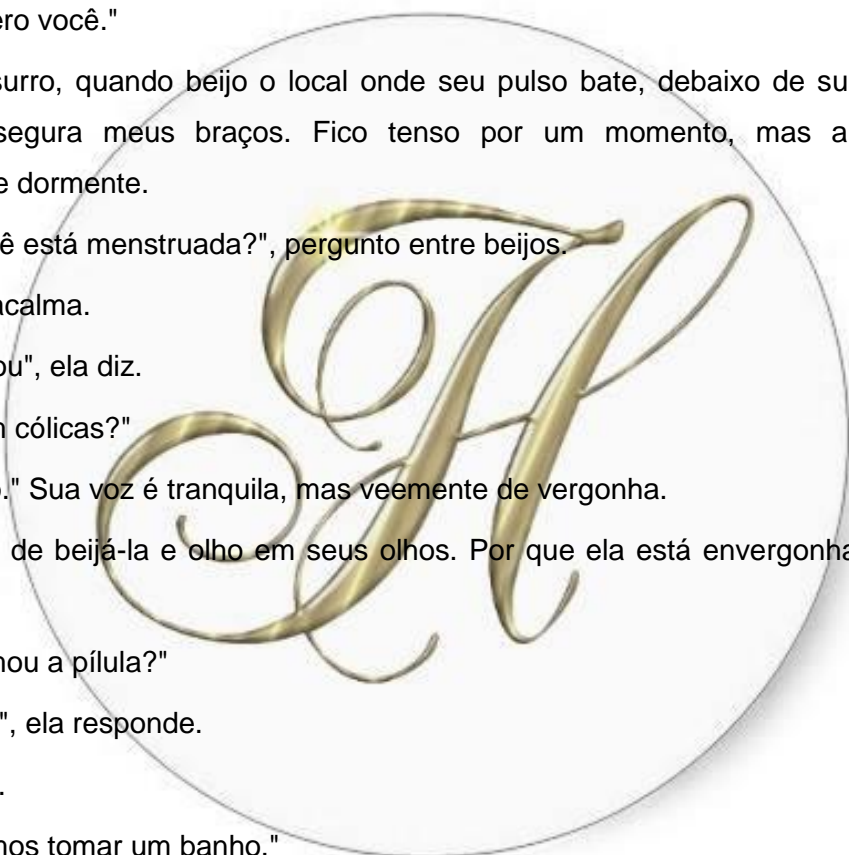 ero você."
surro, quando beijo o local onde seu pulso bate, debaixo de su
segura meus braços. Fico tenso por um momento, mas a
e dormente.
ê está menstruada?", pergunto entre beijos.
acalma.
ou", ela diz.
cólicas?"
." Sua voz é tranquila, mas veemente de vergonha.
de beijá-la e olho em seus olhos. Por que ela está envergonha
ou a pílula?"
", ela responde.
.
os tomar um banho."
H